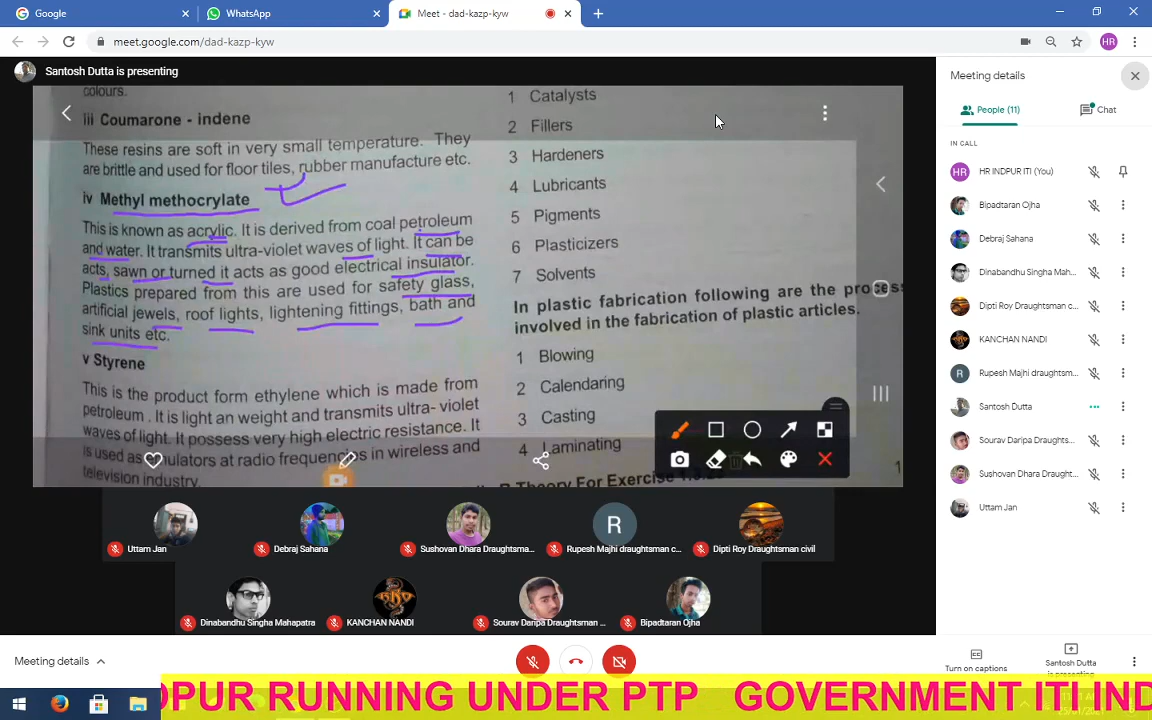 Google
WhatsApp
Meet - dad-kazp-kyw
meet.google.com/dad-kazp-kyw
HR
Santosh Dutta is presenting
colours.
iii Coumarone - indene
These resins are soft in very small temperature. They
are brittle and used for floor tiles, rubber manufacture etc.
iv Methyl methocrylate
This is known as acrylic. It is derived from coal petroleum
and water. It transmits ultra-violet waves of light. It can be
acts, sawn or turned it acts as good electrical insulator.
Plastics prepared from this are used for safety glass,
artificial jewels, roof lights, lightening fittings, bath and
sink units etc.
v Styrene
This is the product form ethylene which is made from
petroleum . It is light an weight and transmits ultra- violet
waves of light. It possess very high electric resistance. It
is used as insulators at radio frequencies in wireless and
television industry.
1 Catalysts
2 Fillers
3 Hardeners
4 Lubricants
5 Pigments
6 Plasticizers
7 Solvents
In plastic fabrication following are the process
involved in the fabrication of plastic articles.
1 Blowing
2 Calendaring
3 Casting
4 Laminating
Theory For Exercise
Meeting details
People (11)
Chat
IN CALL
HR HR INDPUR ITI (You)
Bipadtaran Ojha
Debraj Sahana
Dinabandhu Singha Mah...
Dipti Roy Draughtsman c...
KANCHAN NANDI
R Rupesh Majhi draughtsm...
Santosh Dutta
Sourav Daripa Draughts...
Sushovan Dhara Draught...
Uttam Jan
R
Uttam Jan
Debraj Sahana
Sushovan Dhara Draughtsma...
Rupesh Majhi draughtsman c...
Dipti Roy Draughtsman civil
Dinabandhu Singha Mahapatra
KANCHAN NANDI
Sourav Daripa Draughtsman ...
Bipadtaran Ojha
Meeting details
Turn on captions
Santosh Dutta
is presenting
DPUR RUNNING UNDER PTP GOVERNMENT ITI IND